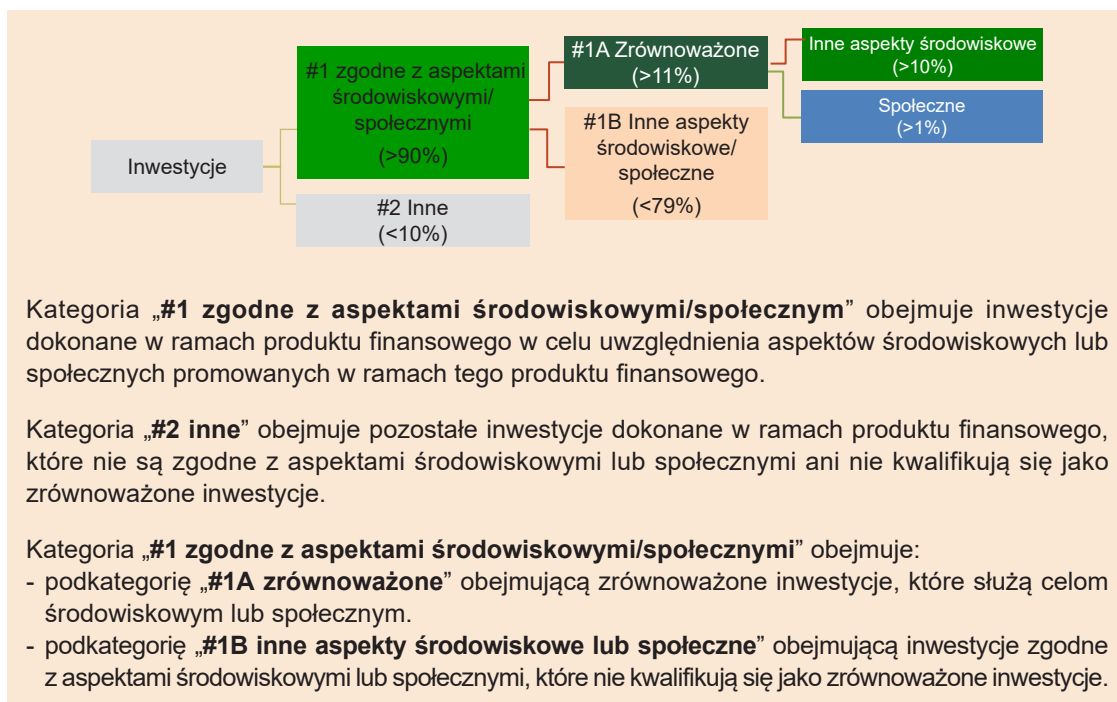 Inwestycje
#1 zgodne z aspektami
środowiskowymi/
społecznymi
(>90%)
#2 Inne
(<10%)
#1A Zrównoważone
(>11%)
#1B Inne aspekty
środowiskowe/
społeczne
(<79%)
Inne aspekty środowiskowe
(>10%)
Społeczne
(>1%)
Kategoria „#1 zgodne z aspektami środowiskowymi/społecznym” obejmuje inwestycje
dokonane w ramach produktu finansowego w celu uwzględnienia aspektów środowiskowych lub
społecznych promowanych w ramach tego produktu finansowego.
Kategoria „#2 inne” obejmuje pozostałe inwestycje dokonane w ramach produktu finansowego,
które nie są zgodne z aspektami środowiskowymi lub społecznymi ani nie kwalifikują się jako
zrównoważone inwestycje.
Kategoria „#1 zgodne z aspektami środowiskowymi/społecznymi” obejmuje:
- podkategorię „#1A zrównoważone” obejmującą zrównoważone inwestycje, które służą celom
środowiskowym lub społecznym.
- podkategorię „#1B inne aspekty środowiskowe lub społeczne” obejmującą inwestycje zgodne
z aspektami środowiskowymi lub społecznymi, które nie kwalifikują się jako zrównoważone inwestycje.